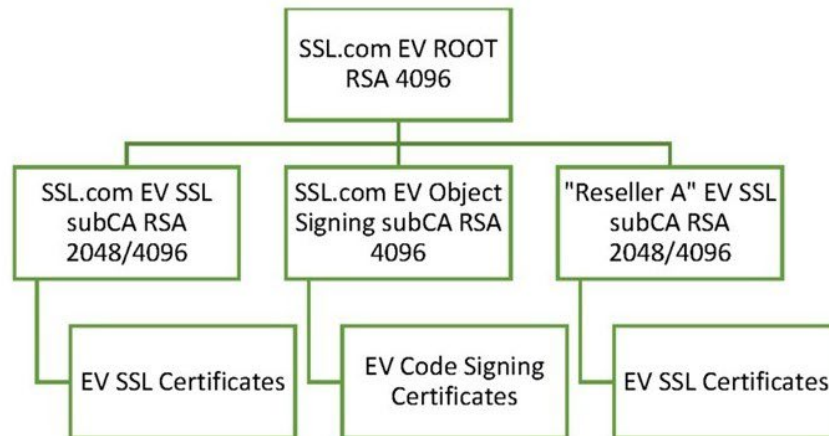 SSL.com EV ROOT
RSA 4096
SSL.com EV SSL
subCA RSA
2048/4096
SSL.com EV Object
Signing subCA RSA
4096
"Reseller A" EV SSL
subCA RSA
2048/4096
EV SSL Certificates
EV Code Signing
Certificates
EV SSL Certificates